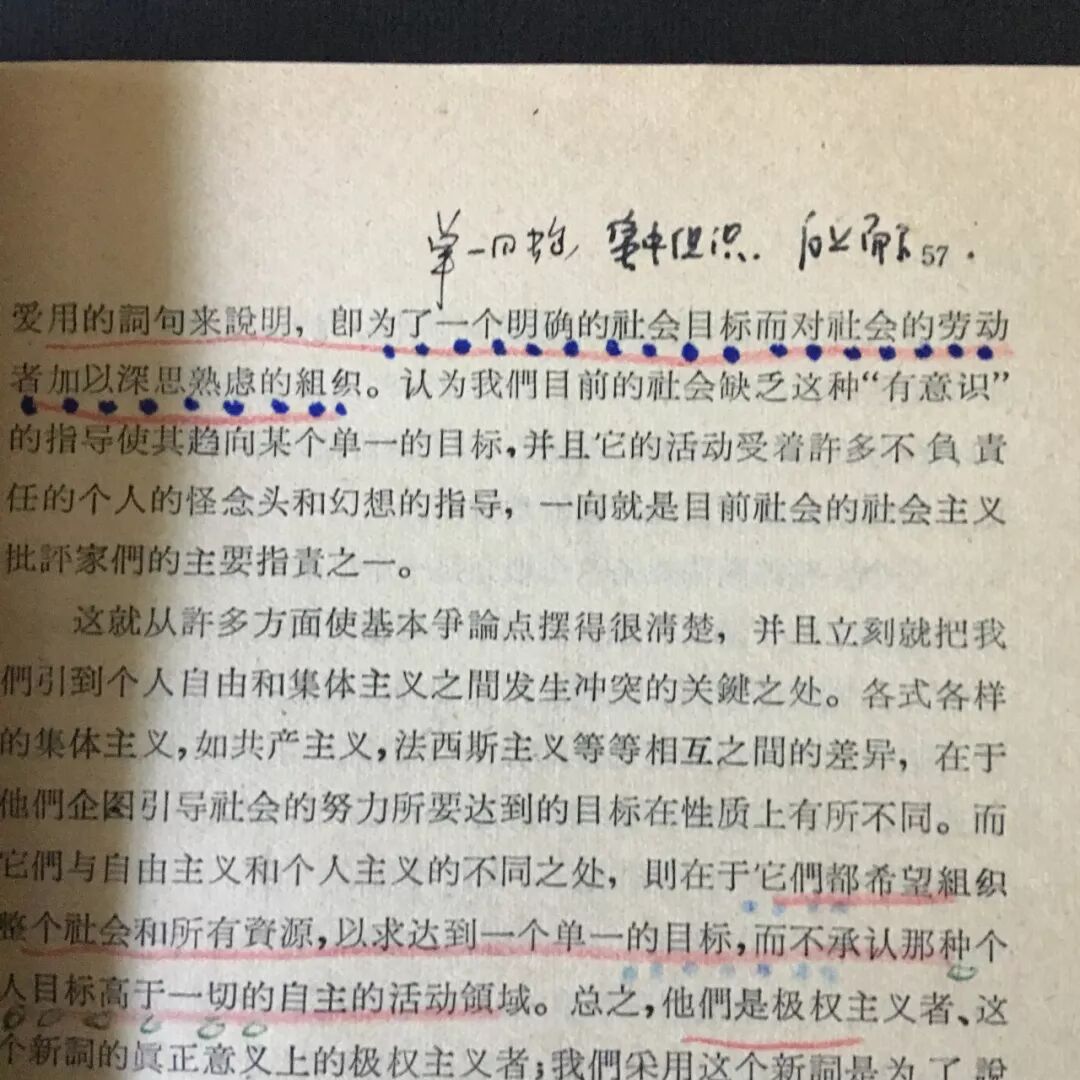 单一目的 集中组识. 自上而下 57.
爱用的詞句来說明，卽为了一个明确的社会目标而对社会的劳动
者加以深思熟虑的組织。认为我們目前的社会缺乏这种“有意识”
的指导使其趋向某个单一的目标，并且它的活动受着許多不負責
任的个人的怪念头和幻想的指导，一向就是目前社会的社会主义
批評家們的主要指責之一。
这就从許多方面使基本爭論点摆得很清楚，并且立刻就把我
們引到个人自由和集体主义之間发生冲突的关鍵之处。各式各样
的集体主义，如共产主义，法西斯主义等等相互之間的差异，在于
他們企图引导社会的努力所要达到的目标在性质上有所不同。而
它們与自由主义和个人主义的不同之处，則在于它們都希望組织
整个社会和所有資源，以求达到一个单一的目标，而不承认那种个
人目标高于一切的自主的活动領域。总之，他們是极权主义者、这
个新詞的眞正意义上的极权主义者；我們采用这个新詞是为了說